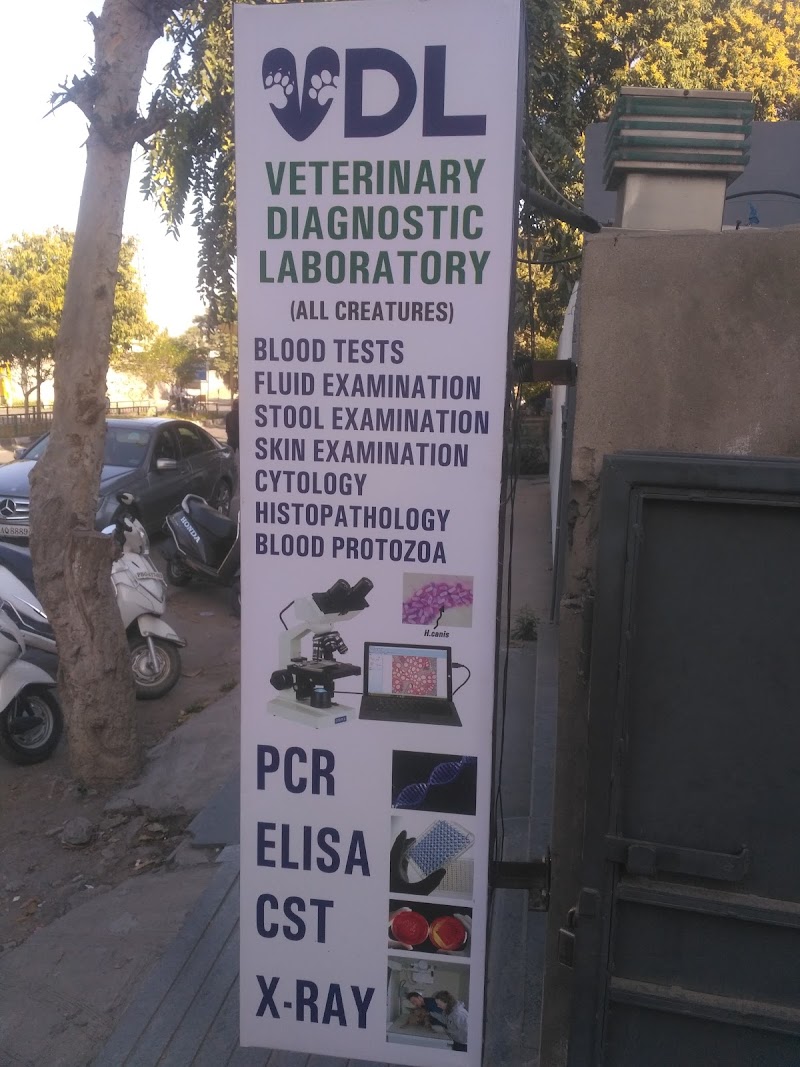 VDL
VETERINARY
DIAGNOSTIC
LABORATORY
(ALL CREATURES)
BLOOD TESTS
FLUID EXAMINATION
STOOL EXAMINATION
SKIN EXAMINATION
CYTOLOGY
HISTOPATHOLOGY
BLOOD PROTOZOA
H.canis
PCR
ELISA
CST
X-RAY
HONDA